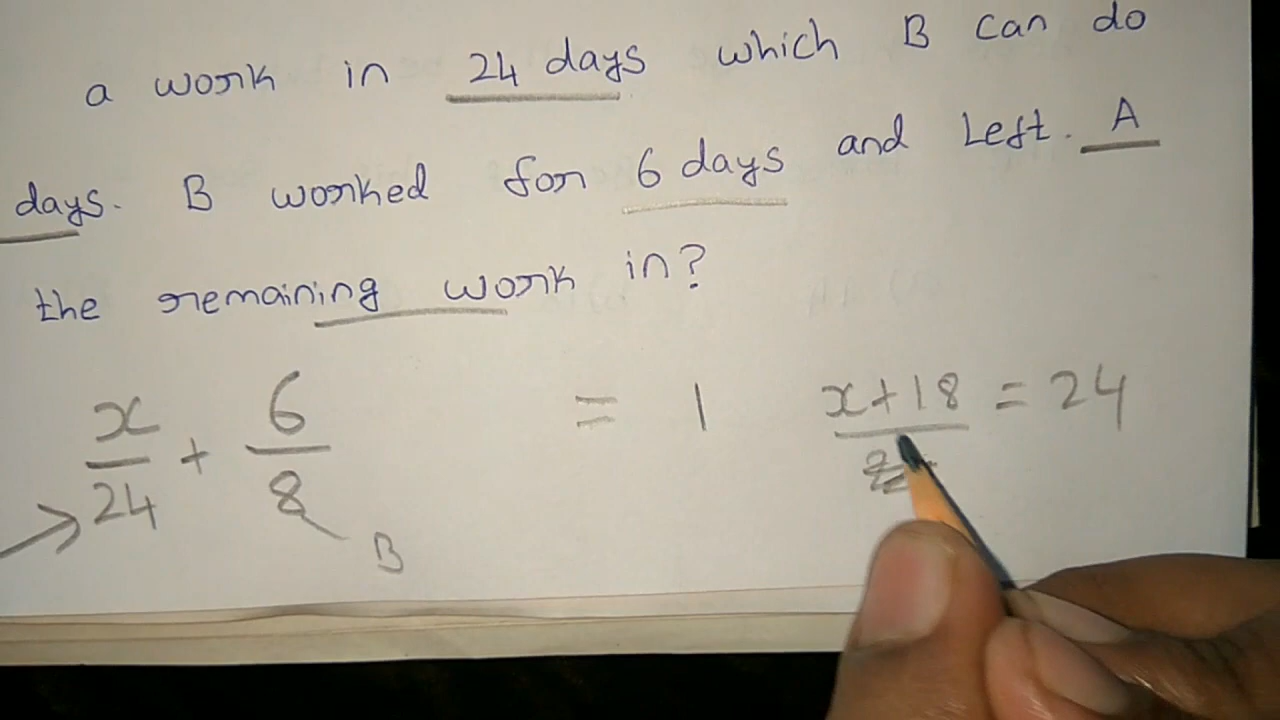 a work in 24 days which B can do
days. B worked for 6 days and Left. A
the remaining work in?
x/24 + 6/8 = 1 x+18 = 24
B